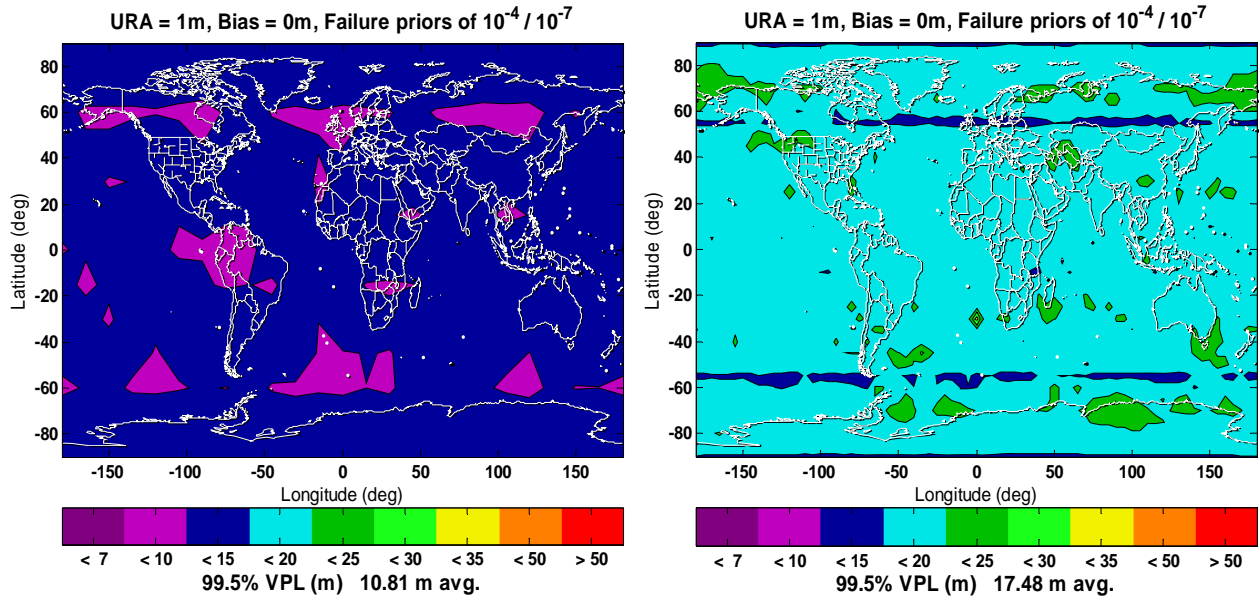 URA = 1m, Bias = 0m, Failure priors of 10⁻⁴ / 10⁻⁷
80
60
40
20
0
-20
-40
-60
-80
Latitude (deg)
-150 -100 -50 0 50 100 150
Longitude (deg)
< 7 < 10 < 15 < 20 < 25 < 30 < 35 < 50 > 50
99.5% VPL (m) 10.81 m avg.
URA = 1m, Bias = 0m, Failure priors of 10⁻⁴ / 10⁻⁷
80
60
40
20
0
-20
-40
-60
-80
Latitude (deg)
-150 -100 -50 0 50 100 150
Longitude (deg)
< 7 < 10 < 15 < 20 < 25 < 30 < 35 < 50 > 50
99.5% VPL (m) 17.48 m avg.